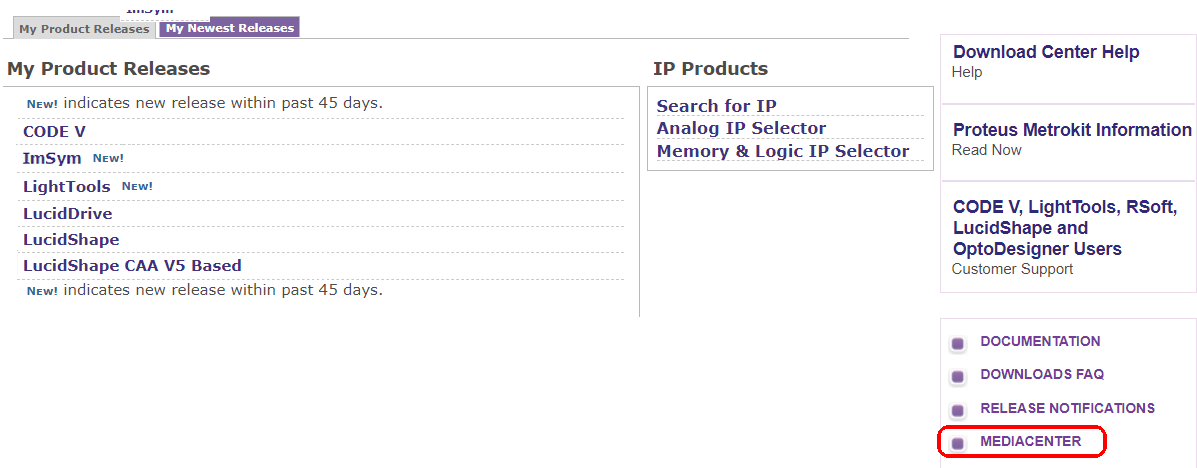 ImSym
My Product Releases
My Newest Releases
My Product Releases
New! indicates new release within past 45 days.
CODE V
ImSym New!
LightTools New!
LucidDrive
LucidShape
LucidShape CAA V5 Based
New! indicates new release within past 45 days.
IP Products
Search for IP
Analog IP Selector
Memory & Logic IP Selector
Download Center Help
Help
Proteus Metrokit Information
Read Now
CODE V, LightTools, RSoft,
LucidShape and
OptoDesigner Users
Customer Support
DOCUMENTATION
DOWNLOADS FAQ
RELEASE NOTIFICATIONS
MEDIACENTER